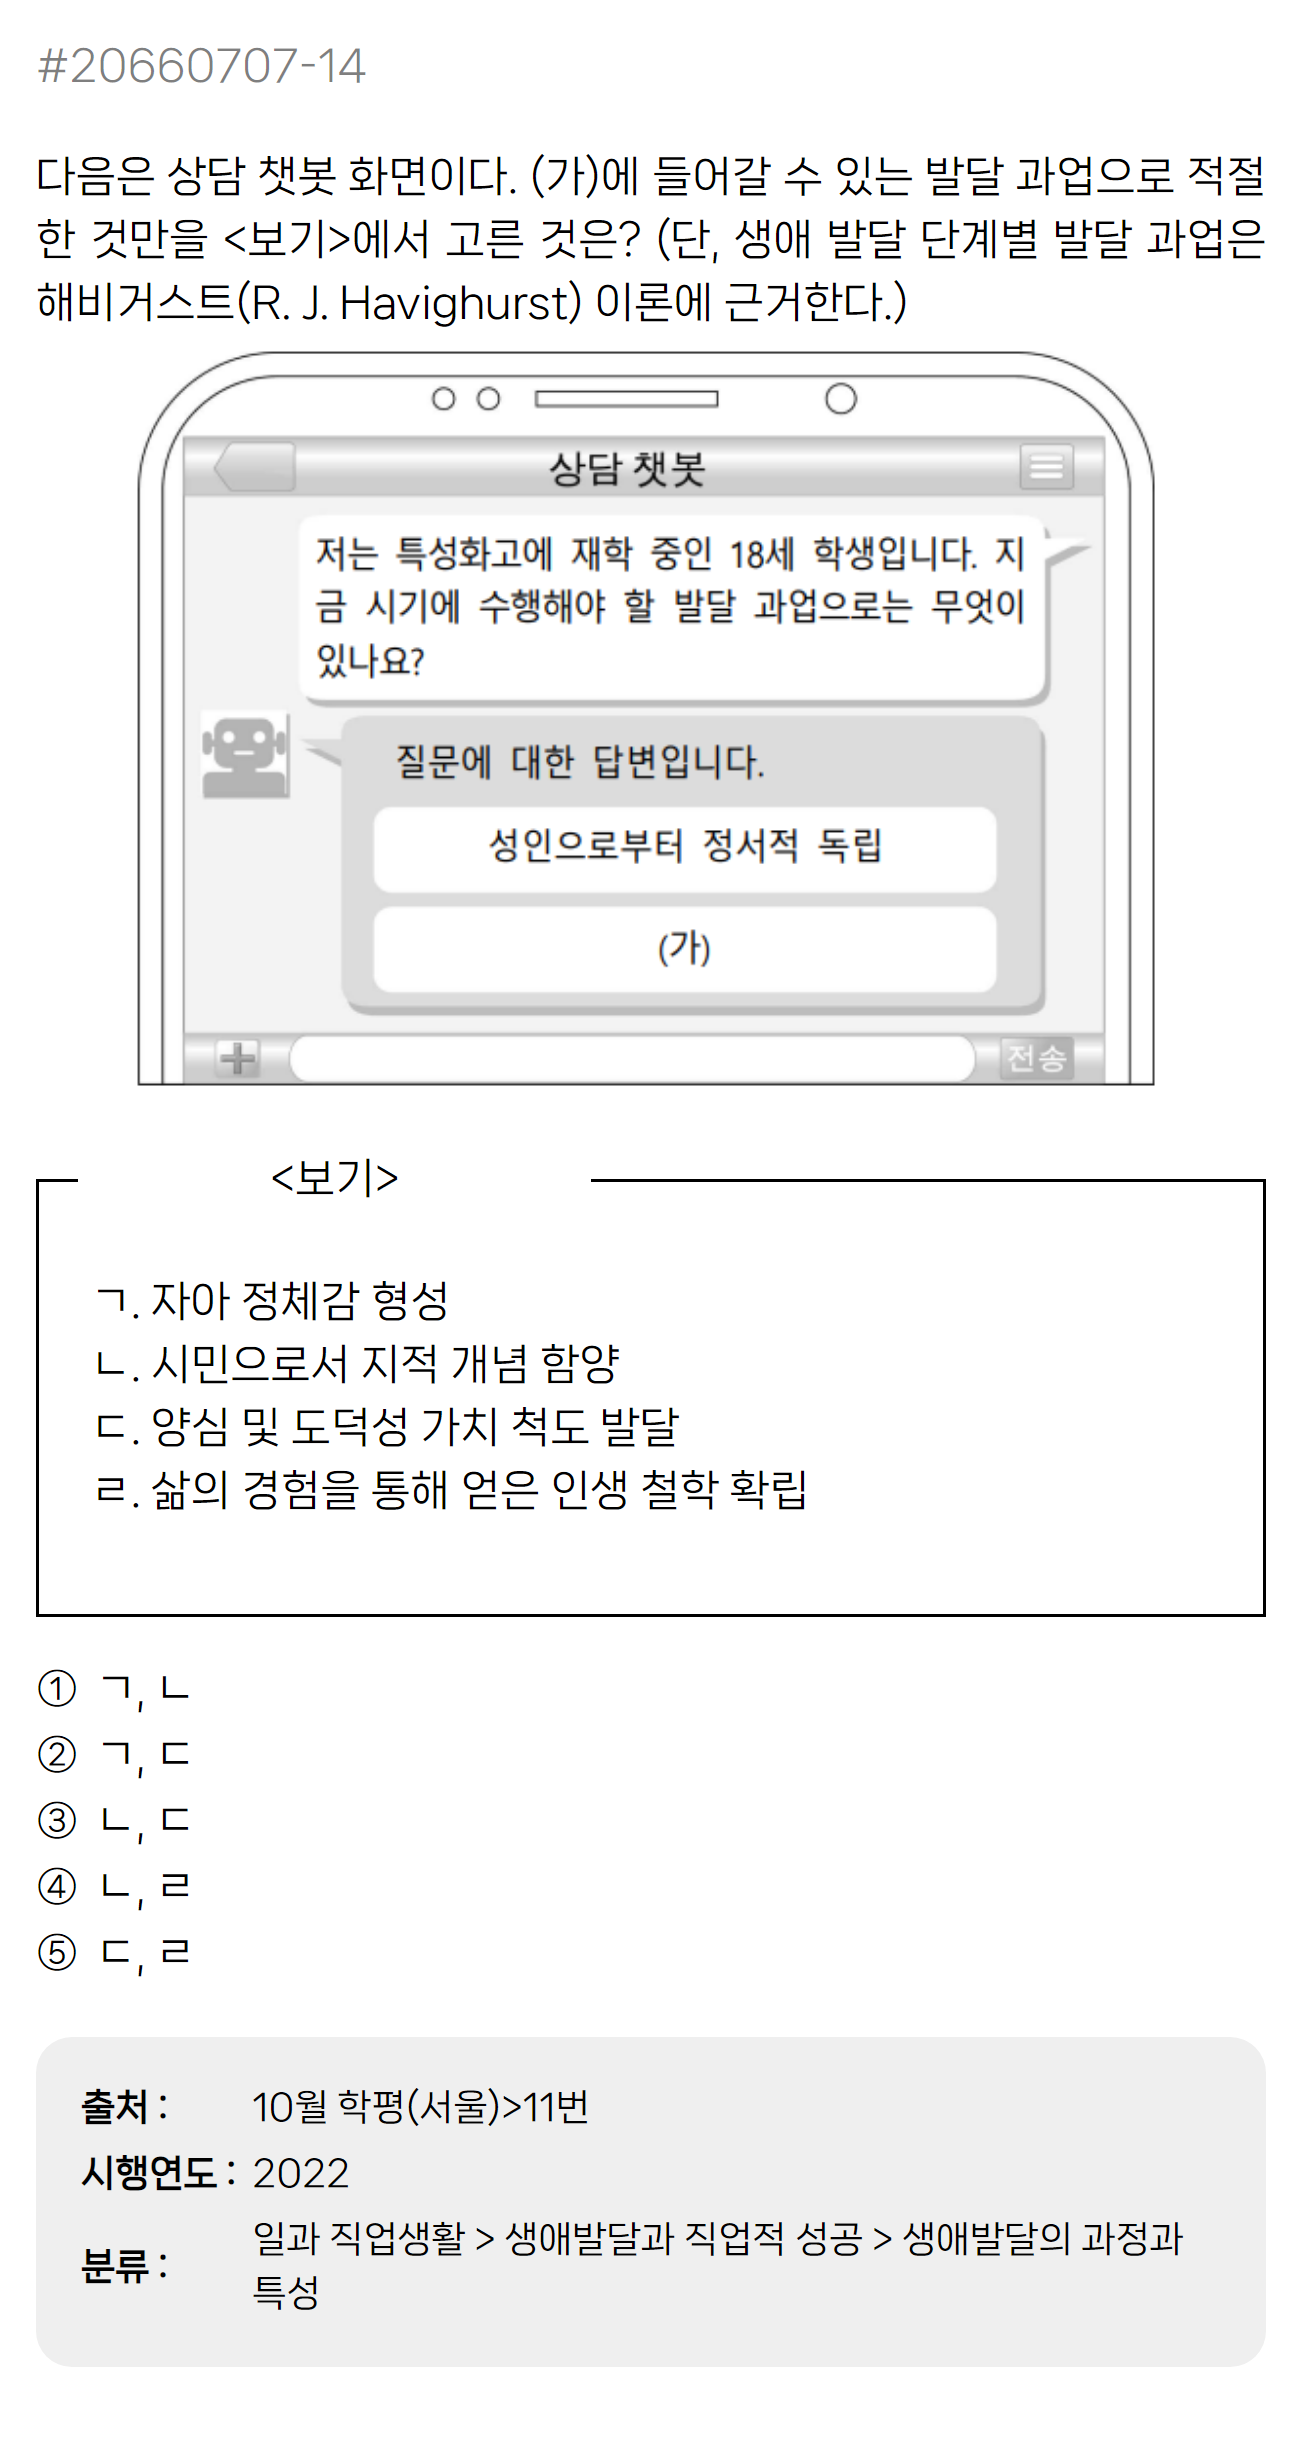 #20660707-14
다음은 상담 챗봇 화면이다. (가)에 들어갈 수 있는 발달 과업으로 적절
한 것만을 <보기>에서 고른 것은? (단, 생애 발달 단계별 발달 과업은
해비거스트(R. J. Havighurst) 이론에 근거한다.)
상담 챗봇
저는 특성화고에 재학 중인 18세 학생입니다. 지
금 시기에 수행해야 할 발달 과업으로는 무엇이
있나요?
질문에 대한 답변입니다.
성인으로부터 정서적 독립
(가)
전송
<보기>
ㄱ. 자아 정체감 형성
ㄴ. 시민으로서 지적 개념 함양
ㄷ. 양심 및 도덕성 가치 척도 발달
ㄹ. 삶의 경험을 통해 얻은 인생 철학 확립
① ㄱ, ㄴ
② ㄱ, ㄷ
③ ㄴ, ㄷ
④ ㄴ, ㄹ
⑤ ㄷ, ㄹ
출처 : 10월 학평(서울)>11번
시행연도 : 2022
분류 : 일과 직업생활 > 생애발달과 직업적 성공 > 생애발달의 과정과
특성